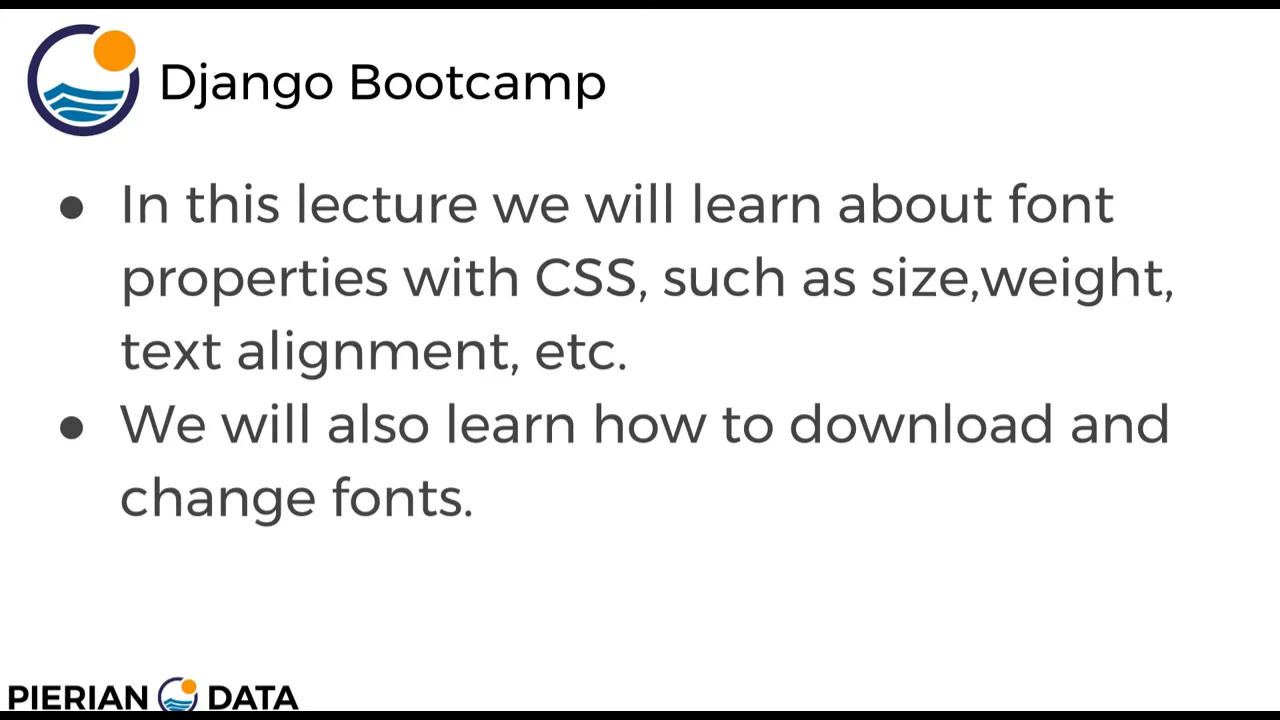 Django Bootcamp
● In this lecture we will learn about font
properties with CSS, such as size,weight,
text alignment, etc.
● We will also learn how to download and
change fonts.
PIERIAN DATA